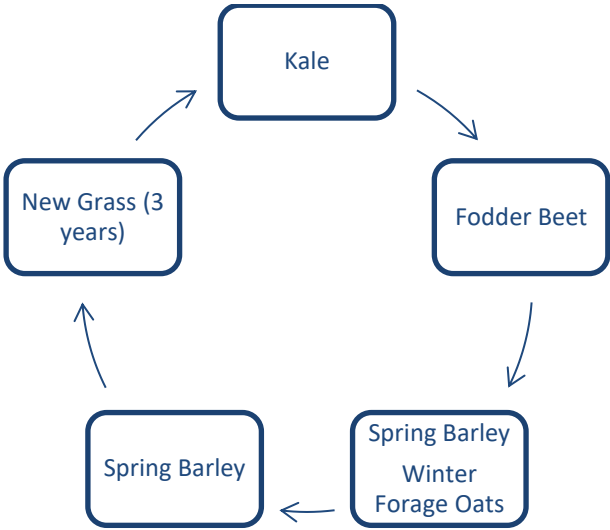 Kale
Fodder Beet
Spring Barley
Winter
Forage Oats
Spring Barley
New Grass (3
years)